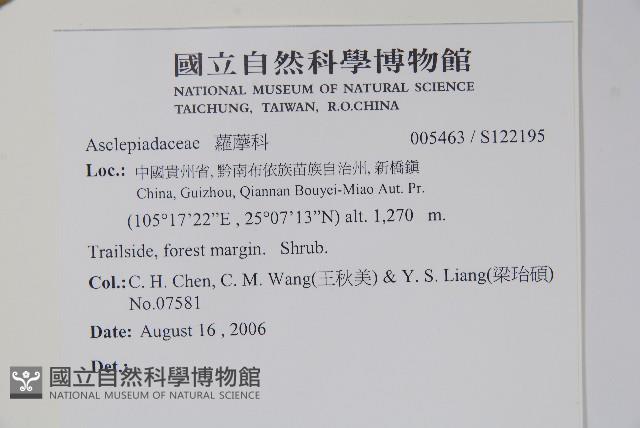 國立自然科學博物館
NATIONAL MUSEUM OF NATURAL SCIENCE
TAICHUNG, TAIWAN, R.O.CHINA
Asclepiadaceae 蘿藦科 005463 / S122195
Loc.: 中國貴州省, 黔南布依族苗族自治州, 新橋鎮
China, Guizhou, Qiannan Bouyei-Miao Aut. Pr.
(105°17'22”E , 25°07'13”N) alt. 1,270 m.
Trailside, forest margin. Shrub.
Col.: C. H. Chen, C. M. Wang(王秋美) & Y. S. Liang(梁珆碩)
No.07581
Date: August 16 , 2006
Det.:
國立自然科學博物館
NATIONAL MUSEUM OF NATURAL SCIENCE